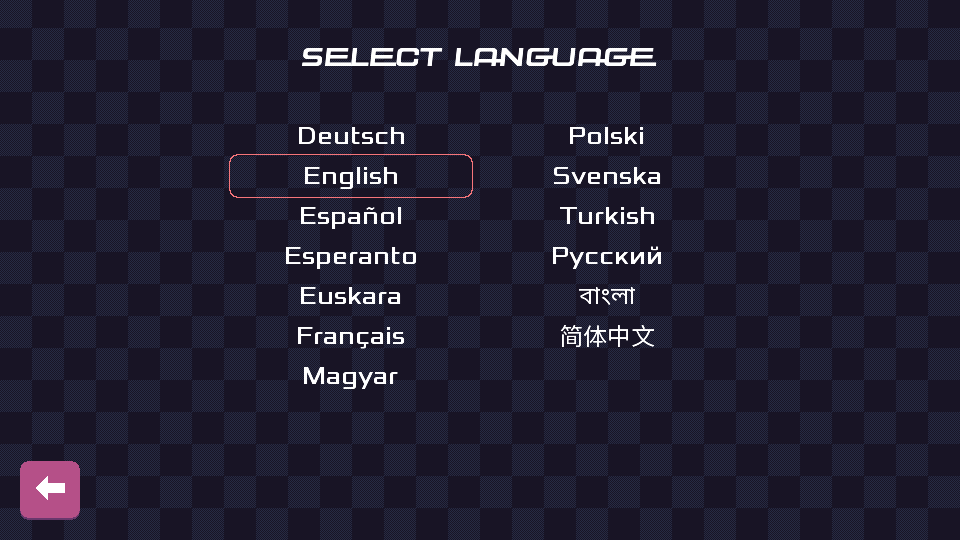 SELECT LANGUAGE
Deutsch
English
Español
Esperanto
Euskara
Français
Magyar
Polski
Svenska
Turkish
Русский
বাংলা
简体中文